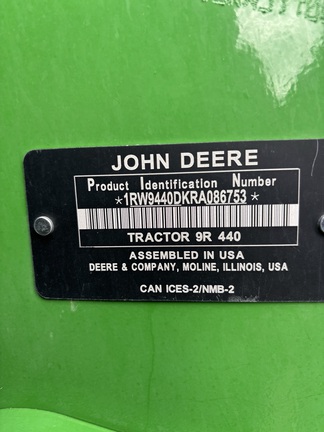 JOHN DEERE
Product Identification Number
*1RW9440DKRA086753*
TRACTOR 9R 440
ASSEMBLED IN USA
DEERE & COMPANY, MOLINE, ILLINOIS, USA
CAN ICES-2/NMB-2